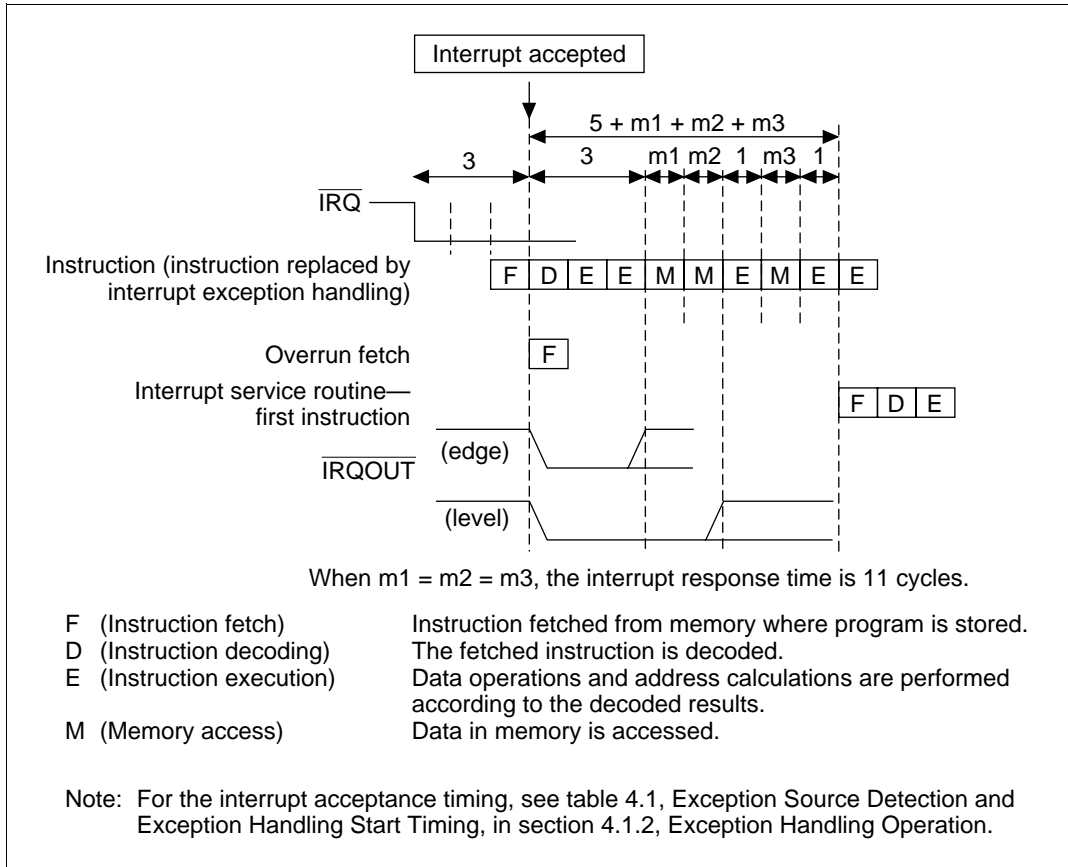 Interrupt accepted
5 + m1 + m2 + m3
3 3 m1 m2 1 m3 1
IRQ
Instruction (instruction replaced by
interrupt exception handling)
F D E E M M E M E E
Overrun fetch
F
Interrupt service routine—
first instruction
F D E
(edge)
IRQOUT
(level)
When m1 = m2 = m3, the interrupt response time is 11 cycles.
F (Instruction fetch) Instruction fetched from memory where program is stored.
D (Instruction decoding) The fetched instruction is decoded.
E (Instruction execution) Data operations and address calculations are performed
according to the decoded results.
M (Memory access) Data in memory is accessed.
Note: For the interrupt acceptance timing, see table 4.1, Exception Source Detection and
Exception Handling Start Timing, in section 4.1.2, Exception Handling Operation.